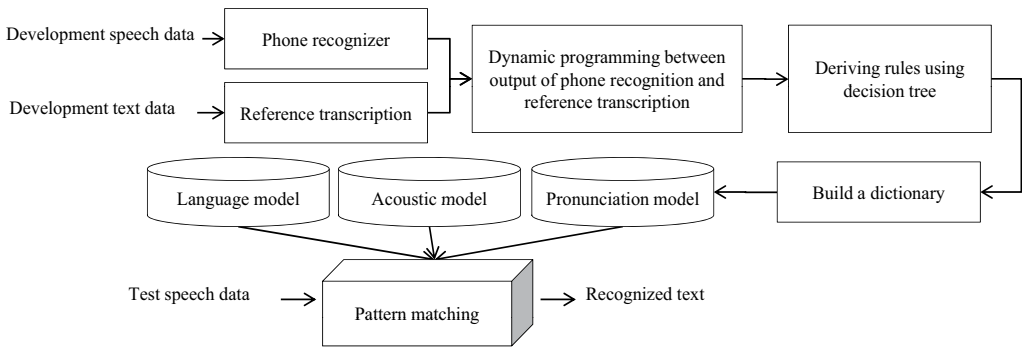 Development speech data
Phone recognizer
Development text data
Reference transcription
Dynamic programming between
output of phone recognition and
reference transcription
Deriving rules using
decision tree
Language model
Acoustic model
Pronunciation model
Build a dictionary
Test speech data
Pattern matching
Recognized text